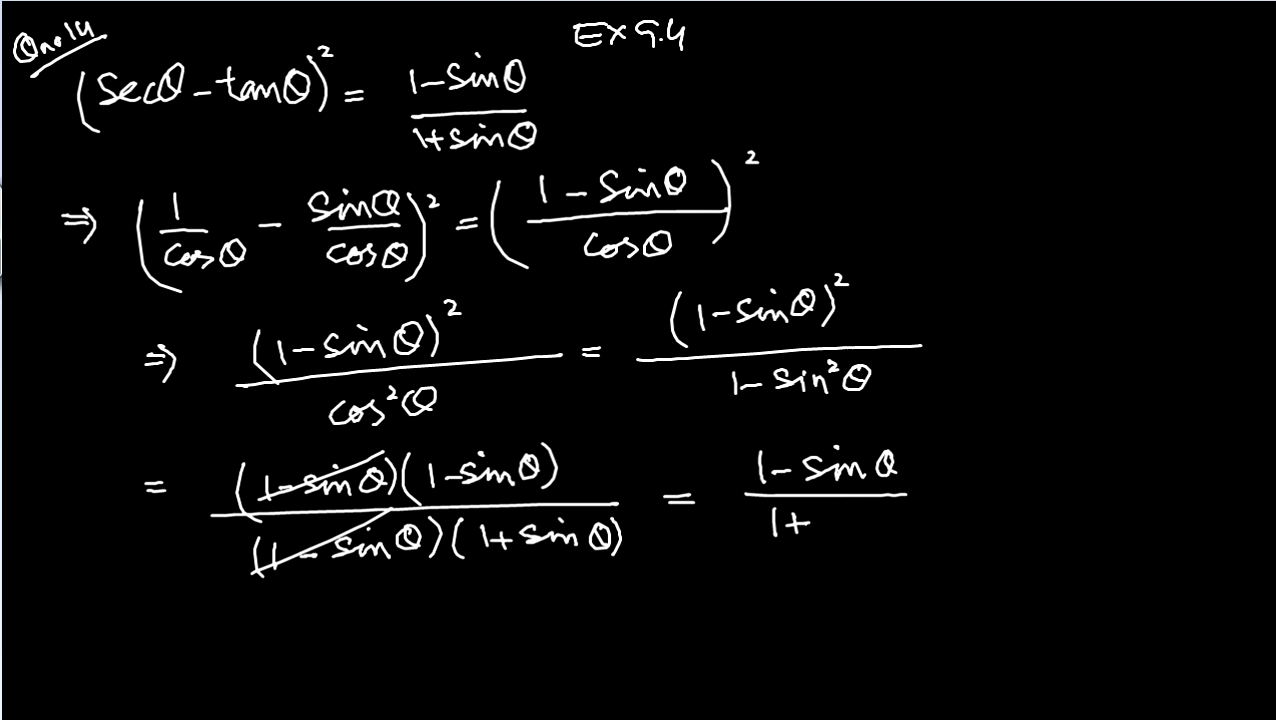 Qno14 EX 9.4
(secθ - tanθ)² = (1-sinθ)/(1+sinθ)
⇒ (1/cosθ - sinθ/cosθ)² = ((1-sinθ)/cosθ)²
⇒ (1-sinθ)²/cos²θ = (1-sinθ)²/(1-sin²θ)
= (1-sinθ)(1-sinθ)/(1-sinθ)(1+sinθ) = (1-sinθ)/(1+